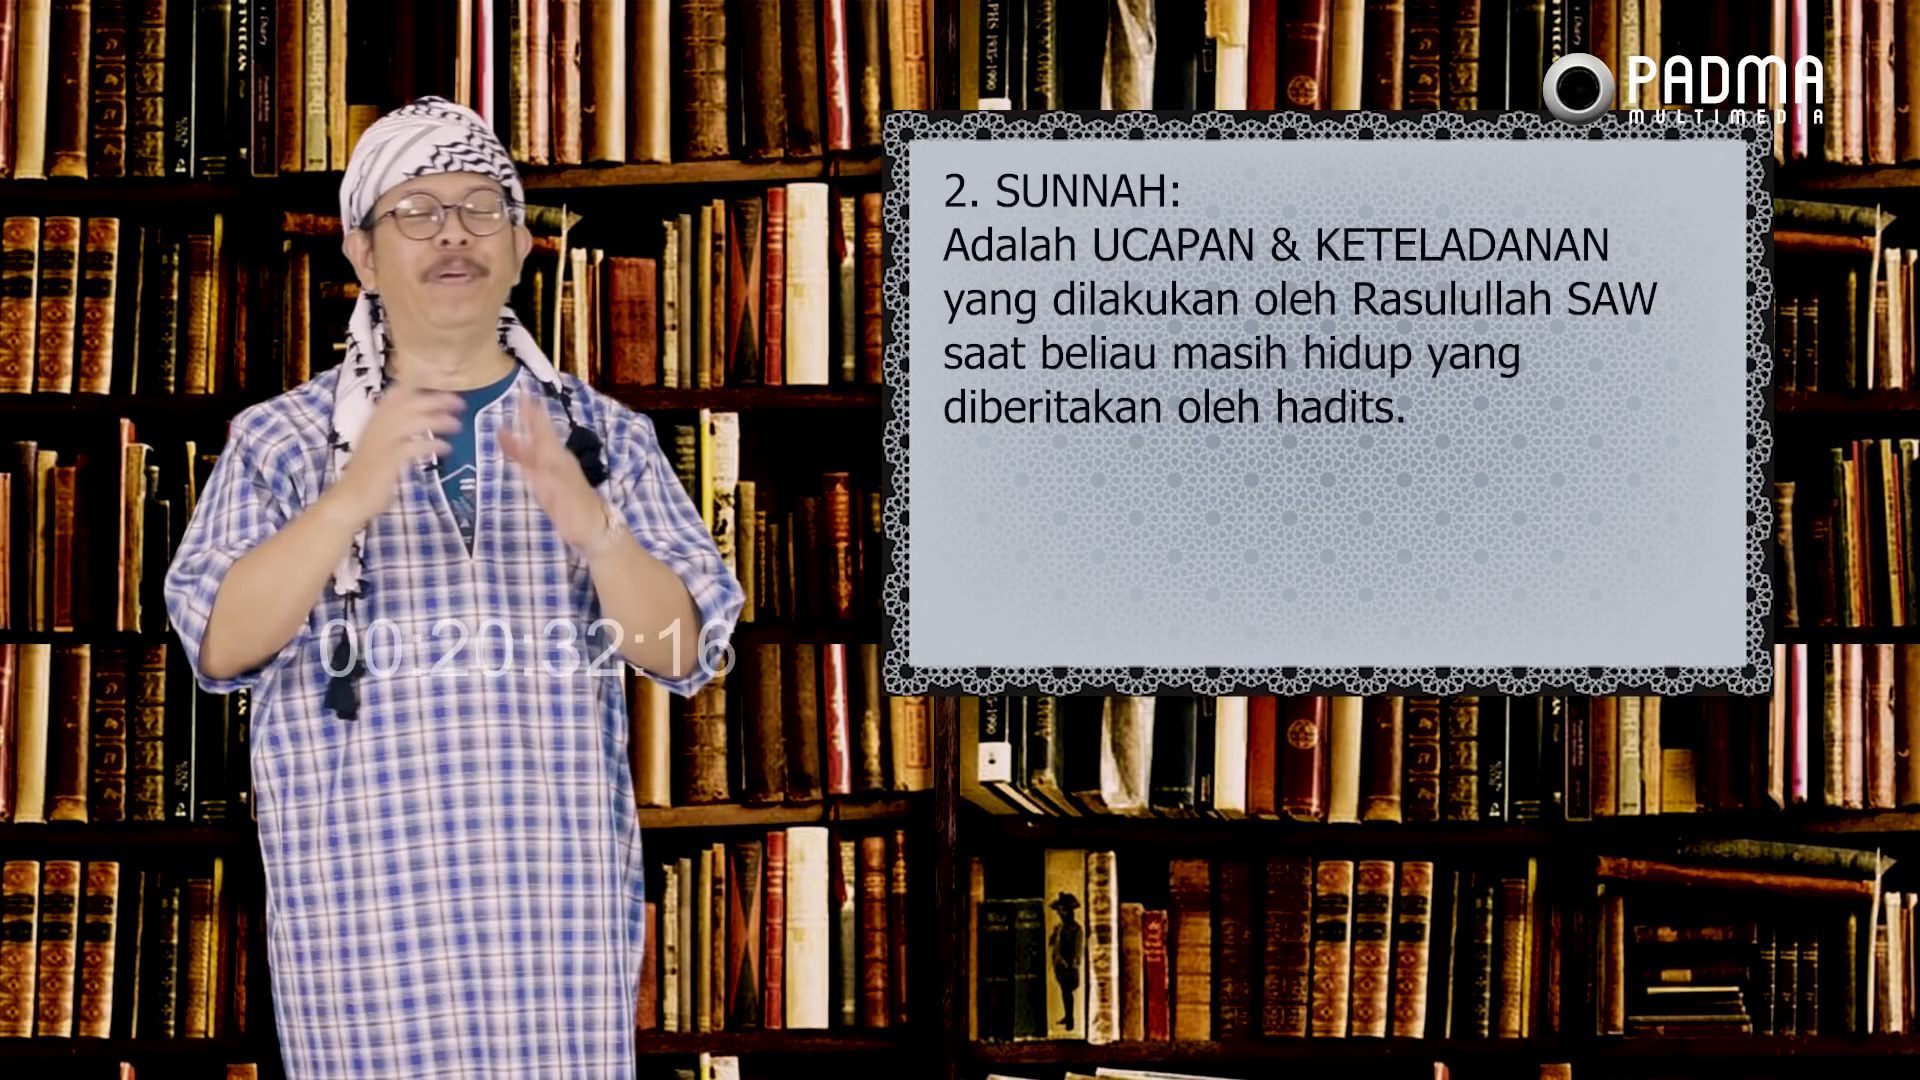 PADMA
MULTIMEDIA
2. SUNNAH:
Adalah UCAPAN & KETELADANAN
yang dilakukan oleh Rasulullah SAW
saat beliau masih hidup yang
diberitakan oleh hadits.
00:20:32:16